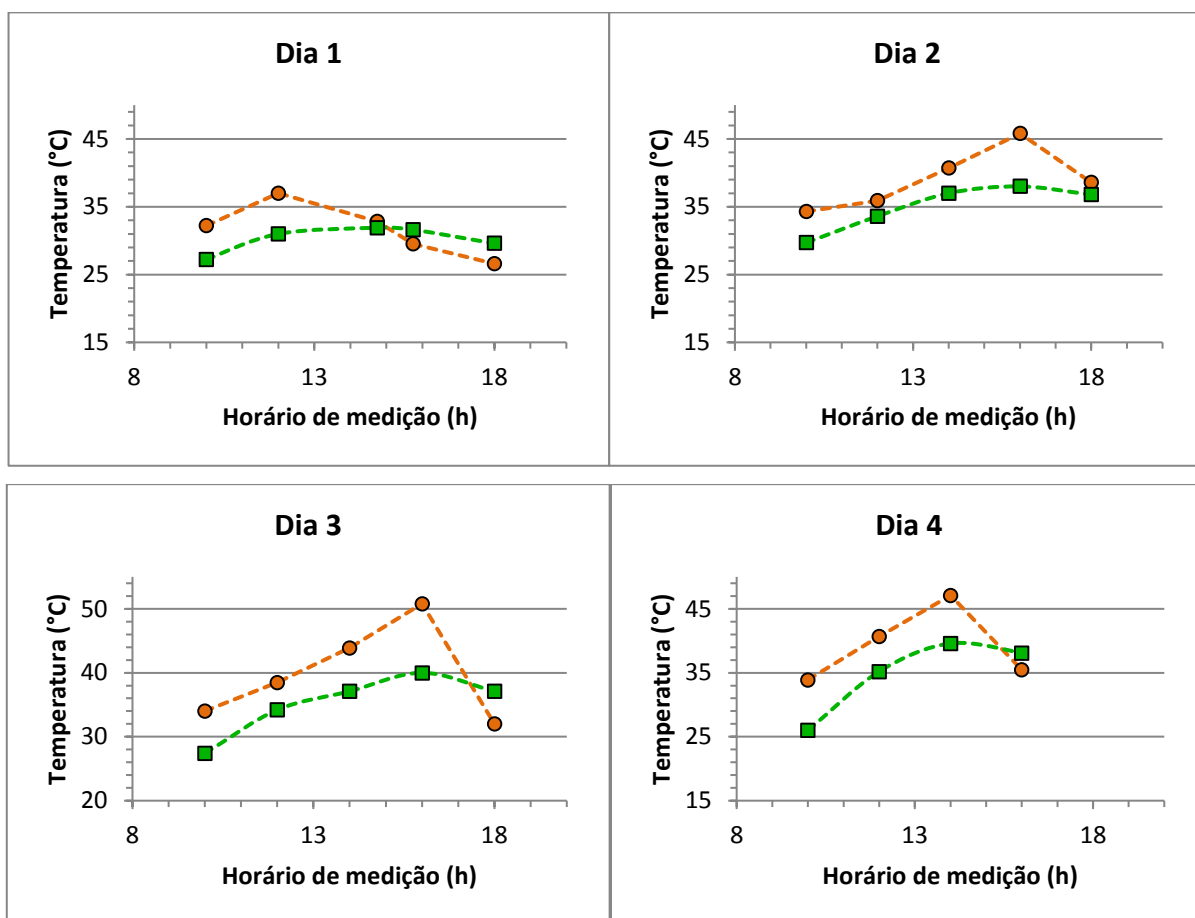 Dia 1
Temperatura (°C)
45
35
25
15
8
13
18
Horário de medição (h)
Dia 2
Temperatura (°C)
45
35
25
15
8
13
18
Horário de medição (h)
Dia 3
Temperatura (°C)
50
40
30
20
8
13
18
Horário de medição (h)
Dia 4
Temperatura (°C)
45
35
25
15
8
13
18
Horário de medição (h)